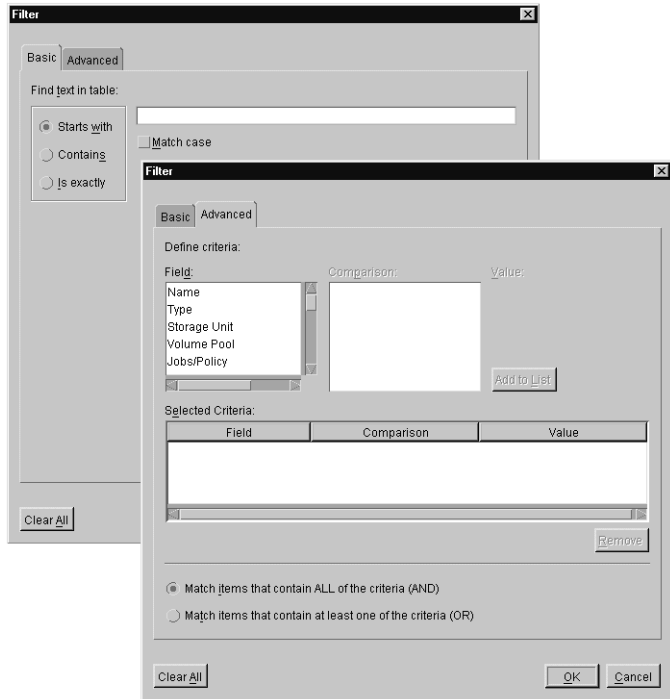 Filter
Basic Advanced
Find text in table:
Starts with
Match case
Contains
Is exactly
Clear All
Filter
Basic Advanced
Define criteria:
Field: Comparison: Value:
Name
Type
Storage Unit
Volume Pool
Jobs/Policy
Add to List
Selected Criteria:
Field Comparison Value
Remove
Match items that contain ALL of the criteria (AND)
Match items that contain at least one of the criteria (OR)
Clear All OK Cancel